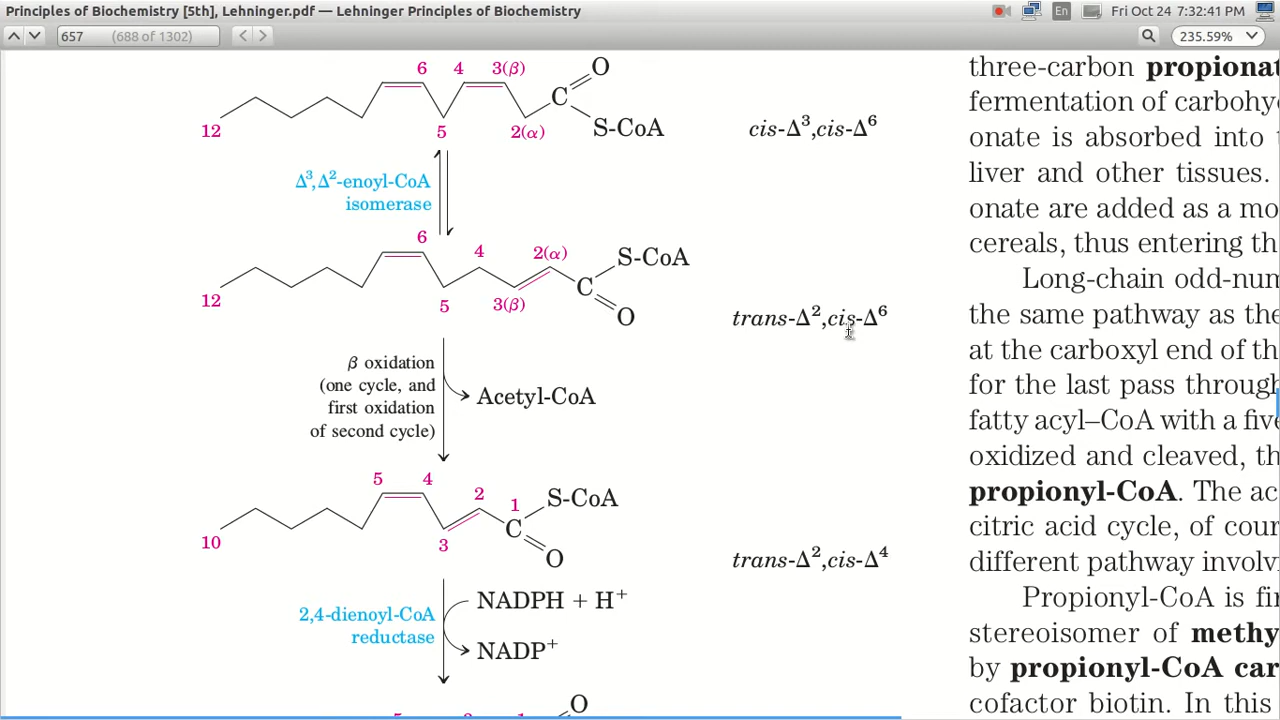 Principles of Biochemistry [5th], Lehninger.pdf — Lehninger Principles of Biochemistry
En
Fri Oct 24 7:32:41 PM
657 (688 of 1302)
235.59%
6 4 3(β) O
C
12 5 2(α) S-CoA
cis-Δ³,cis-Δ⁶
Δ³,Δ²-enoyl-CoA
isomerase
6 4 2(α) S-CoA
C
12 5 3(β) O
trans-Δ²,cis-Δ⁶
β oxidation
(one cycle, and
first oxidation
of second cycle)
Acetyl-CoA
5 4 2 1 S-CoA
C
10 3 O
trans-Δ²,cis-Δ⁴
2,4-dienoyl-CoA
reductase
NADPH + H⁺
NADP⁺
O
three-carbon propionat
fermentation of carbohy
onate is absorbed into
liver and other tissues.
onate are added as a mo
cereals, thus entering th
Long-chain odd-num
the same pathway as the
at the carboxyl end of th
for the last pass through
fatty acyl–CoA with a five
oxidized and cleaved, th
propionyl-CoA. The ac
citric acid cycle, of cour
different pathway involvi
Propionyl-CoA is fir
stereoisomer of methy
by propionyl-CoA car
cofactor biotin. In this